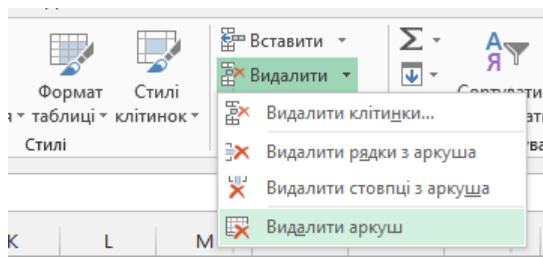 Вставити
Видалити
Формат
таблиці
Стилі
клітинок
Стилі
А
Я
Видалити клітинки...
Видалити рядки з аркуша
Видалити стовпці з аркуша
Видалити аркуш
K L M